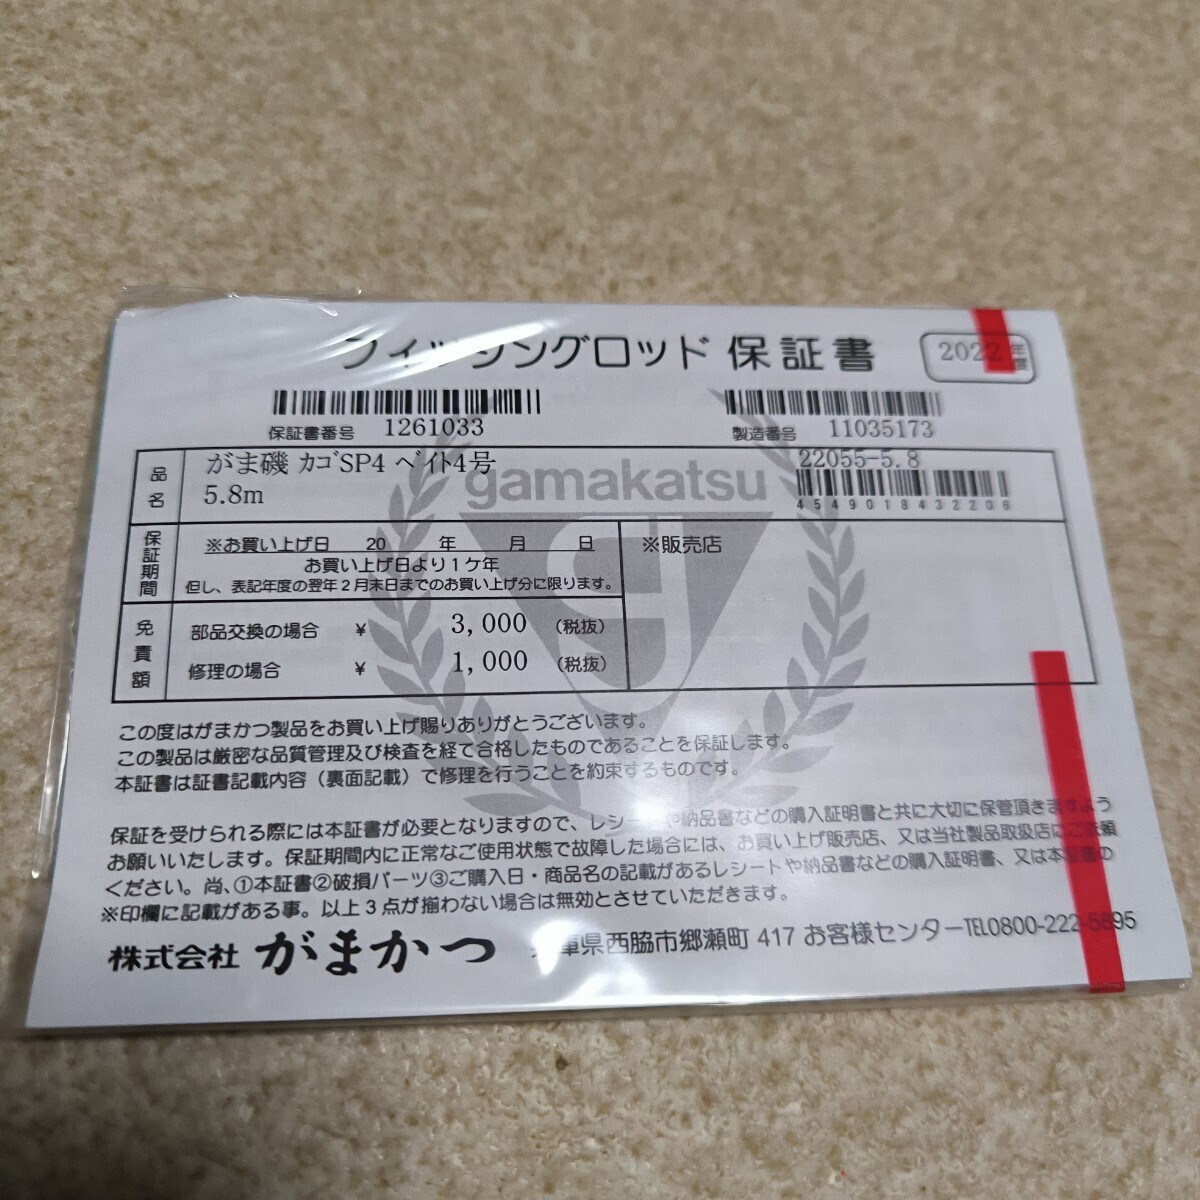 フィッシングロッド 保証書
2022年度
保証書番号 1261033
製造番号 11035173
品名
がま磯 カゴSP4 ベイト4号
5.8m
22055-5.8
4549018432206
gamakatsu
保証期間
※お買い上げ日 20 年 月 日
お買い上げ日より1ケ年
但し、表記年度の翌年2月末日までのお買い上げ分に限ります。
※販売店
免責額
部品交換の場合 ¥ 3,000 (税抜)
修理の場合 ¥ 1,000 (税抜)
この度はがまかつ製品をお買い上げ賜りありがとうございます。
この製品は厳密な品質管理及び検査を経て合格したものであることを保証します。
本証書は証書記載内容(裏面記載)で修理を行うことを約束するものです。
保証を受けられる際には本証書が必要となりますので、レシートや納品書などの購入証明書と共に大切に保管頂きますよう
お願いいたします。保証期間内に正常なご使用状態で故障した場合には、お買い上げ販売店、又は当社製品取扱店にご依頼
ください。尚、①本証書②破損パーツ③ご購入日・商品名の記載があるレシートや納品書などの購入証明書、又は本証書の
※印欄に記載がある事。以上3点が揃わない場合は無効とさせていただきます。
株式会社 がまかつ 兵庫県西脇市郷瀬町 417 お客様センターTEL0800-222-5895